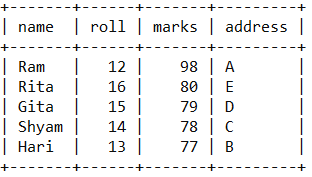 +-------+------+-------+---------+
| name  | roll | marks | address |
+-------+------+-------+---------+
| Ram   |   12 |    98 | A       |
| Rita  |   16 |    80 | E       |
| Gita  |   15 |    79 | D       |
| Shyam |   14 |    78 | C       |
| Hari  |   13 |    77 | B       |
+-------+------+-------+---------+